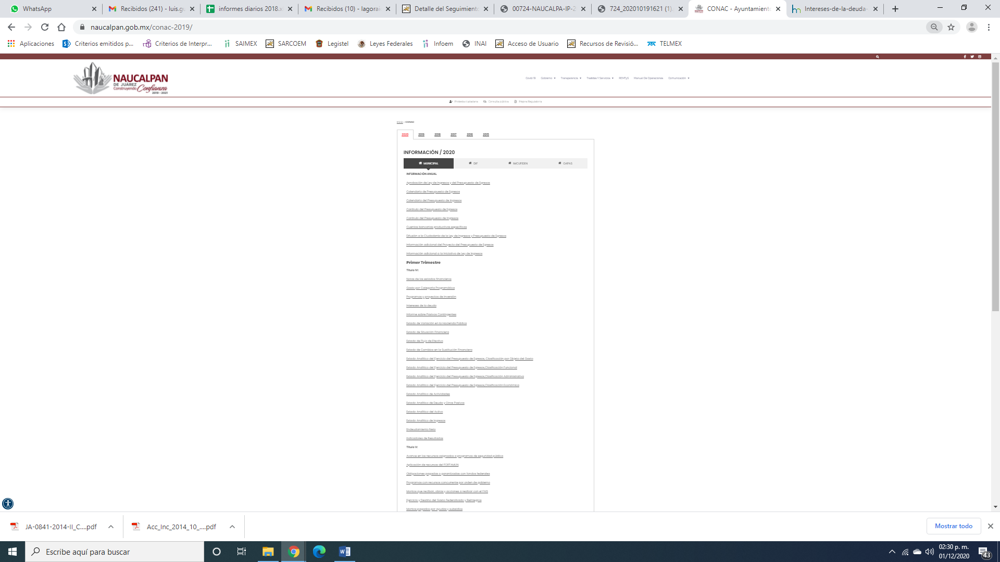 WhatsApp
Recibidos (241) - luis.gu
informes diarios 2018.x
Recibidos (10) - lagorai
Detalle del Seguimiento
00724-NAUCALPA-IP-2
724_202010191621 (1).
CONAC - Ayuntamient
Intereses-de-la-deuda-
naucalpan.gob.mx/conac-2019/
Aplicaciones
Criterios emitidos p...
Criterios de Interpr...
SAIMEX
SARCOEM
Legistel
Leyes Federales
Infoem
INAI
Acceso de Usuario
Recursos de Revisió...
TELMEX
NAUCALPAN
DE JUÁREZ
Construyendo Confianza
2019 - 2021
Covid-19 Gobierno Transparencia Trámites Y Servicios REMTyS Manual De Operaciones Comunicación
Protesta ciudadana Consulta pública Mejora Regulatoria
Inicio » CONAC
2020 2019 2018 2017 2016 2015
INFORMACIÓN / 2020
MUNICIPAL DIF IMCUFIDEN OAPAS
INFORMACIÓN ANUAL
Aprobación de Ley de Ingresos y del Presupuesto de Egresos
Calendario de Presupuesto de Egresos
Calendario del Presupuesto de Ingresos
Carátula del Presupuesto de Egresos
Carátula del Presupuesto de Ingresos
Cuentas bancarias productivas específicas
Difusión a la Ciudadanía de la Ley de Ingresos y Presupuesto de Egresos
Información adicional del Proyecto del Presupuesto de Egresos
Información adicional a la Iniciativa de Ley de Ingresos
Primer Trimestre
Título IV:
Notas de los estados financieros
Gasto por Categoría Programática
Programas y proyectos de inversión
Intereses de la deuda
Informe sobre Pasivos Contingentes
Estado de Variación en la Hacienda Pública
Estado de Situación Financiera
Estado de Flujo de Efectivo
Estado de Cambios en la Sustitución Financiera
Estado Analítico del Ejercicio del Presupuesto de Egresos, Clasificación por Objeto del Gasto
Estado Analítico del Ejercicio del Presupuesto de Egresos,Clasificación Funcional
Estado Analítico del Ejercicio del Presupuesto de Egresos,Clasificación Administrativa
Estado Analítico del Ejercicio del Presupuesto de Egresos,Clasificación Económica
Estado Analítico de Actividades
Estado Analítico de Deuda y Otros Pasivos
Estado Analítico del Activo
Estado Analítico de Ingresos
Endeudamiento Neto
Indicadores de Resultados
Título V:
Avance en los recursos asignados a programas de seguridad pública
Aplicación de recursos del FORTAMUN
Obligaciones pagadas o garantizadas con fondos federales
Programas con recursos concurrente por orden de gobierno
Montos que reciban, obras y acciones a realizar con el FAIS
Ejercicio y Destino del Gasto Federalizado y Reintegros
Montos pagados por ayudas y subsidios
JA-0841-2014-II_C....pdf
Acc_Inc_2014_10_....pdf
Mostrar todo
Escribe aquí para buscar
02:30 p. m.
01/12/2020
43